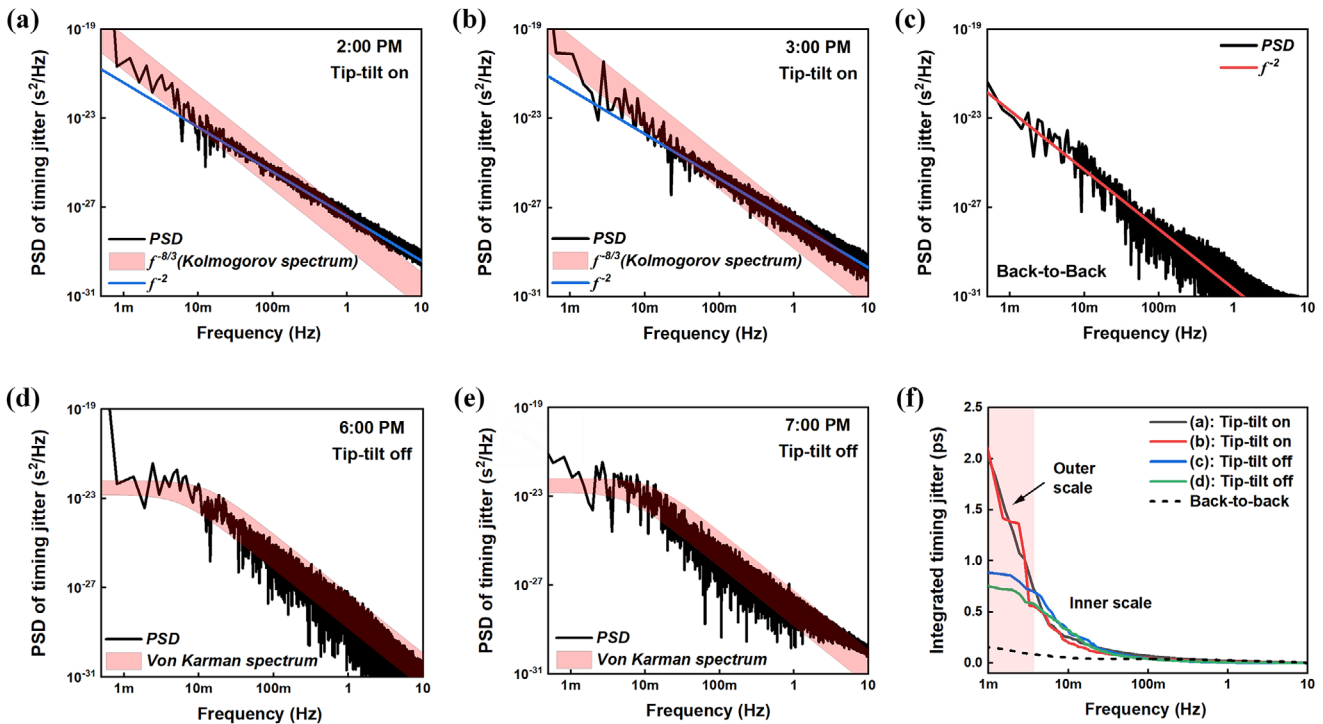 (a)
10^-19
10^-23
10^-27
10^-31
PSD of timing jitter (s^2/Hz)
2:00 PM
Tip-tilt on
PSD
f^-8/3(Kolmogorov spectrum)
f^-2
1m 10m 100m 1 10
Frequency (Hz)
(b)
10^-19
10^-23
10^-27
10^-31
PSD of timing jitter (s^2/Hz)
3:00 PM
Tip-tilt on
PSD
f^-8/3(Kolmogorov spectrum)
f^-2
1m 10m 100m 1 10
Frequency (Hz)
(c)
10^-19
10^-23
10^-27
10^-31
PSD of timing jitter (s^2/Hz)
PSD
f^-2
Back-to-Back
1m 10m 100m 1 10
Frequency (Hz)
(d)
10^-19
10^-23
10^-27
10^-31
PSD of timing jitter (s^2/Hz)
6:00 PM
Tip-tilt off
PSD
Von Karman spectrum
1m 10m 100m 1 10
Frequency (Hz)
(e)
10^-19
10^-23
10^-27
10^-31
PSD of timing jitter (s^2/Hz)
7:00 PM
Tip-tilt off
PSD
Von Karman spectrum
1m 10m 100m 1 10
Frequency (Hz)
(f)
2.5
2.0
1.5
1.0
0.5
0.0
Integrated timing jitter (ps)
(a): Tip-tilt on
(b): Tip-tilt on
(c): Tip-tilt off
(d): Tip-tilt off
Back-to-back
Outer
scale
Inner scale
1m 10m 100m 1 10
Frequency (Hz)